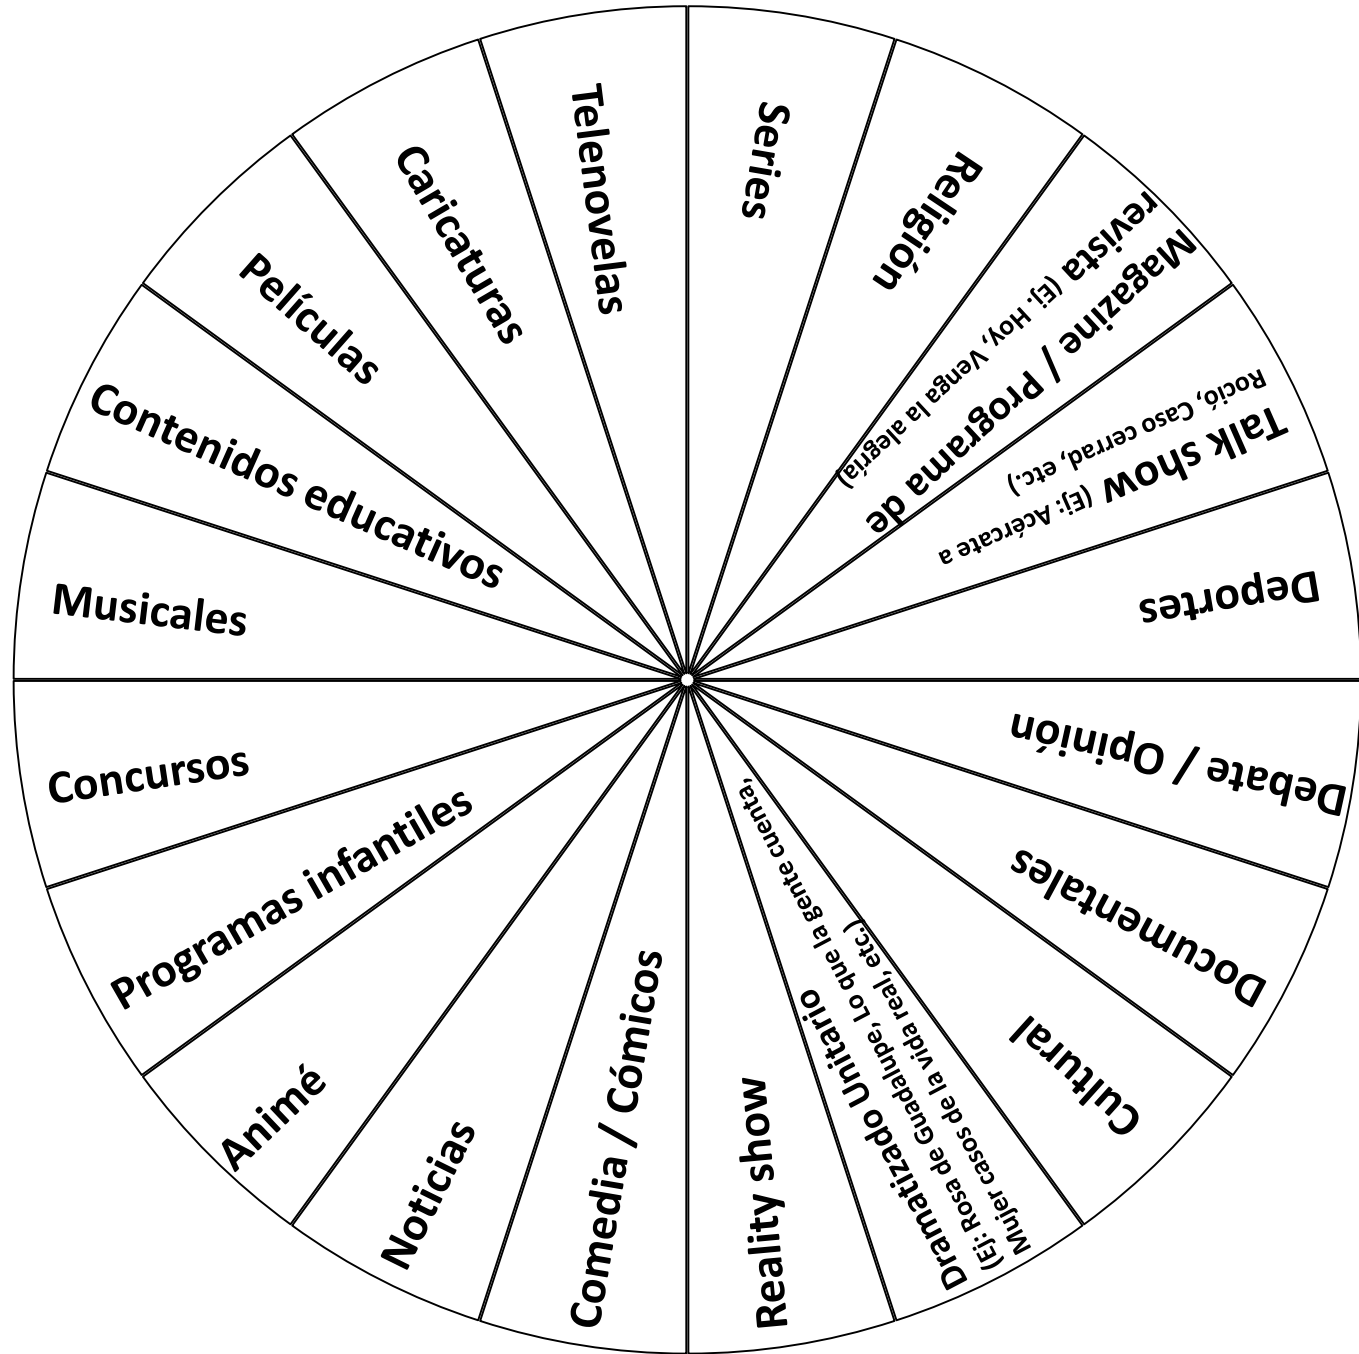 Series
Religión
Magazine / Programa de
revista (Ej. Hoy, Venga la alegría)
Talk show (Ej: Acércate a
Roció, Caso cerrad, etc.)
Deportes
Debate / Opinión
Documentales
Cultural
Dramatizado Unitario
(Ej: Rosa de Guadalupe, Lo que la gente cuenta,
Mujer casos de la vida real, etc.)
Reality show
Comedia / Cómicos
Noticias
Animé
Programas infantiles
Concursos
Musicales
Contenidos educativos
Películas
Caricaturas
Telenovelas